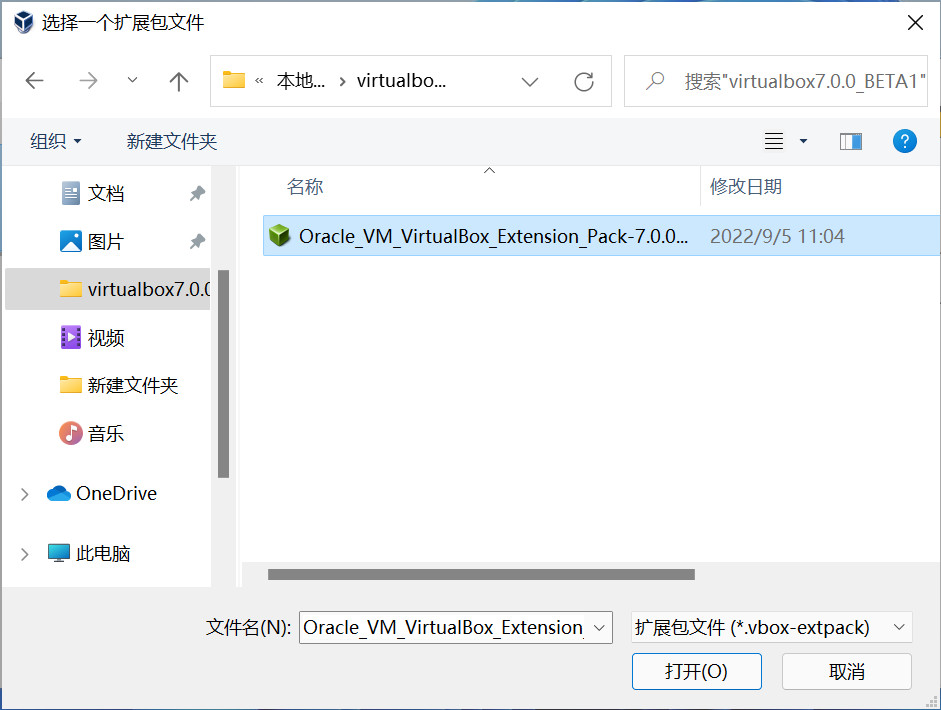 选择一个扩展包文件
« 本地... › virtualbo...
搜索"virtualbox7.0.0_BETA1"
组织
新建文件夹
?
名称
修改日期
文档
图片
virtualbox7.0.0
视频
新建文件夹
音乐
OneDrive
此电脑
Oracle_VM_VirtualBox_Extension_Pack-7.0.0...
2022/9/5 11:04
文件名(N):
Oracle_VM_VirtualBox_Extension_
扩展包文件 (*.vbox-extpack)
打开(O)
取消